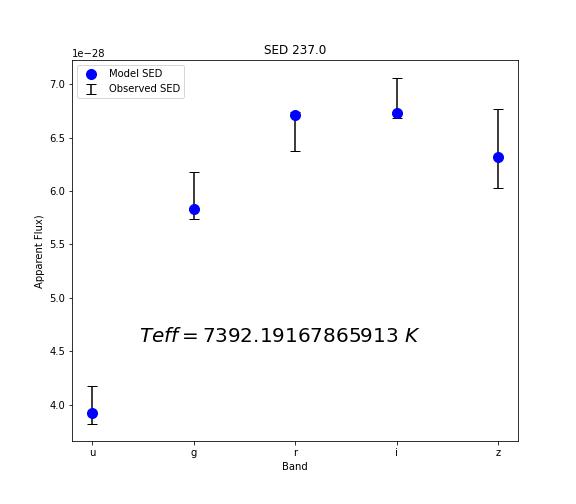 SED 237.0
1e−28
Model SED
Observed SED
7.0
6.5
6.0
5.5
5.0
4.5
4.0
Apparent Flux)
Teff = 7392.19167865913 K
u g r i z
Band